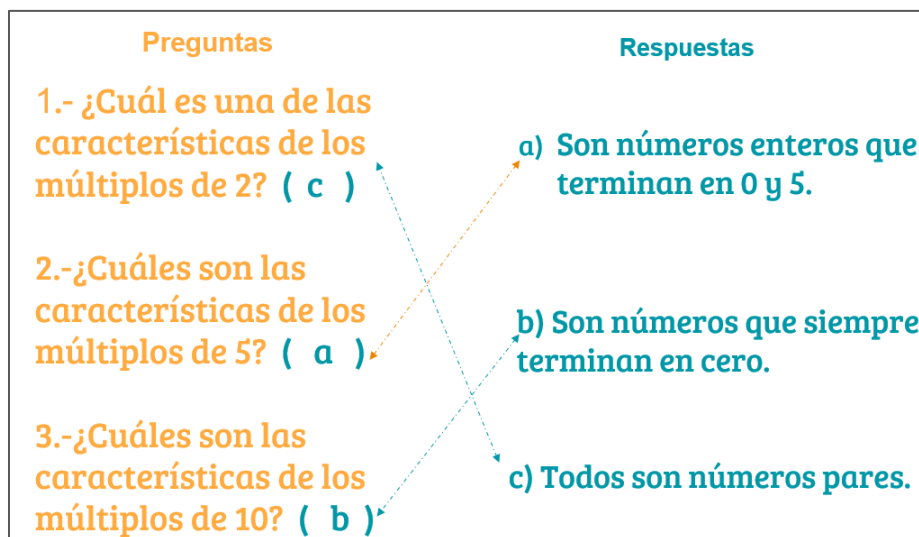 Preguntas
1.- ¿Cuál es una de las
características de los
múltiplos de 2? ( c )
2.-¿Cuáles son las
características de los
múltiplos de 5? ( a )
3.-¿Cuáles son las
características de los
múltiplos de 10? ( b )
Respuestas
a) Son números enteros que
terminan en 0 y 5.
b) Son números que siempre
terminan en cero.
c) Todos son números pares.